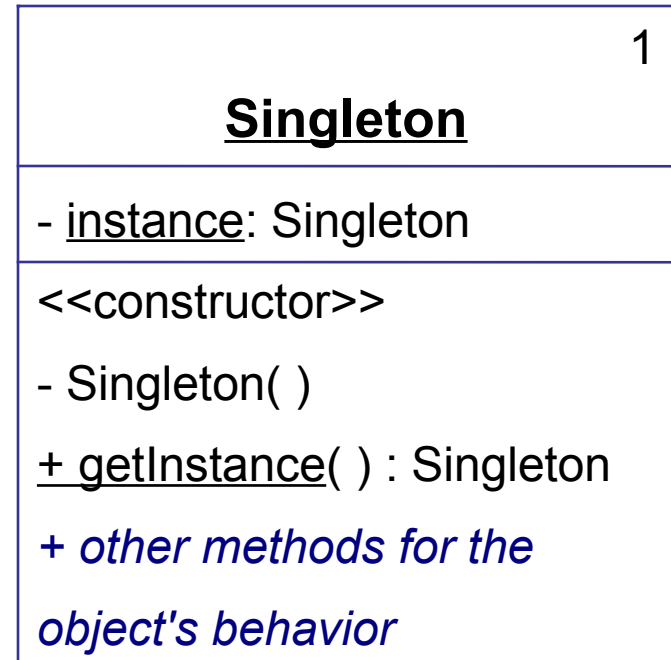 1
Singleton
- instance: Singleton
<<constructor>>
- Singleton( )
+ getInstance( ) : Singleton
+ other methods for the
object's behavior